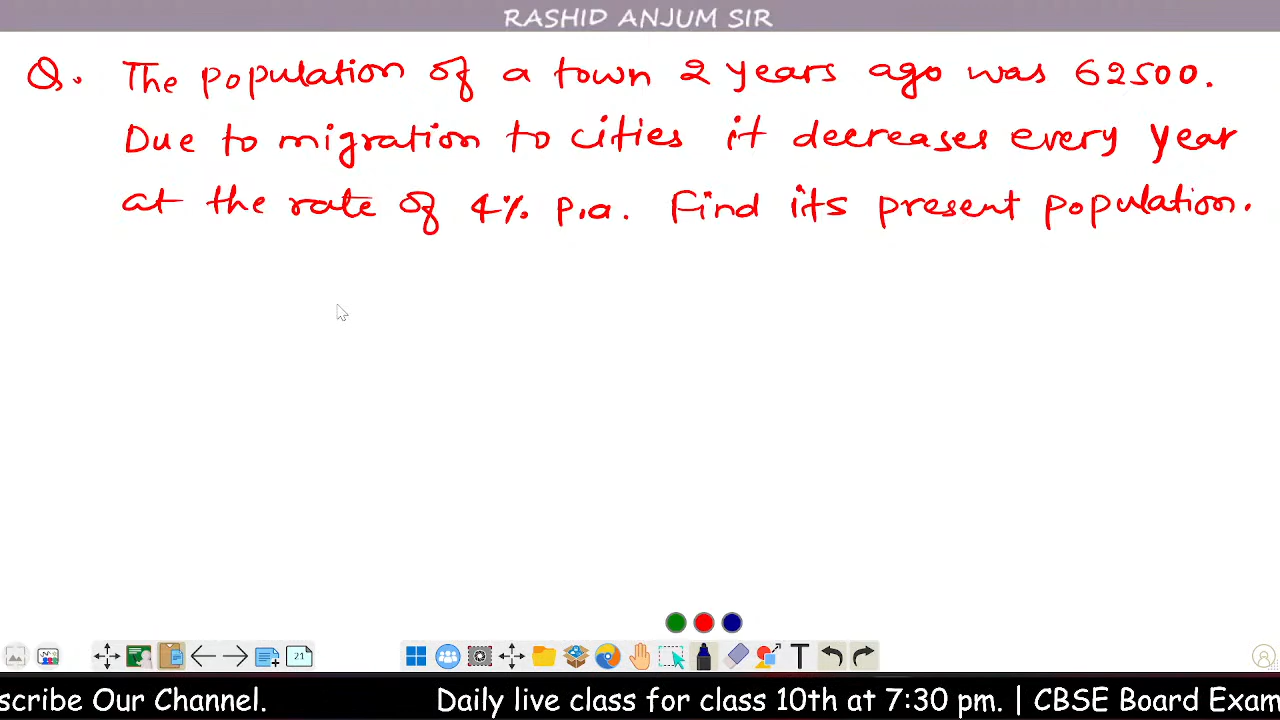 RASHID ANJUM SIR
Q. The population of a town 2 years ago was 62500.
Due to migration to cities it decreases every year
at the rate of 4% p.a. Find its present population.
21
T
scribe Our Channel. Daily live class for class 10th at 7:30 pm. | CBSE Board Exam